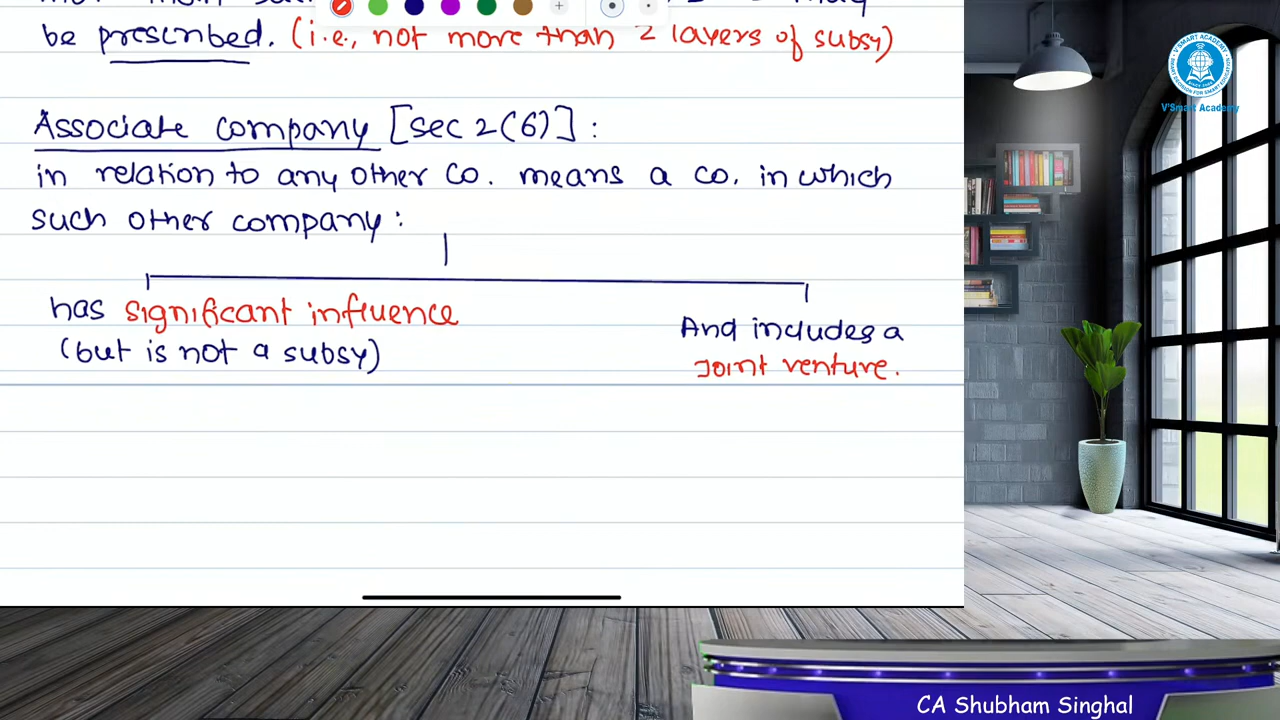 be prescribed. (i.e., not more than 2 layers of subsy)
Associate company [sec 2(6)] :
in relation to any other Co. means a co. in which
such other company :
has significant influence
(but is not a subsy)
And includes a
Joint venture.
V'SMART ACADEMY
V'Smart Academy
CA Shubham Singhal